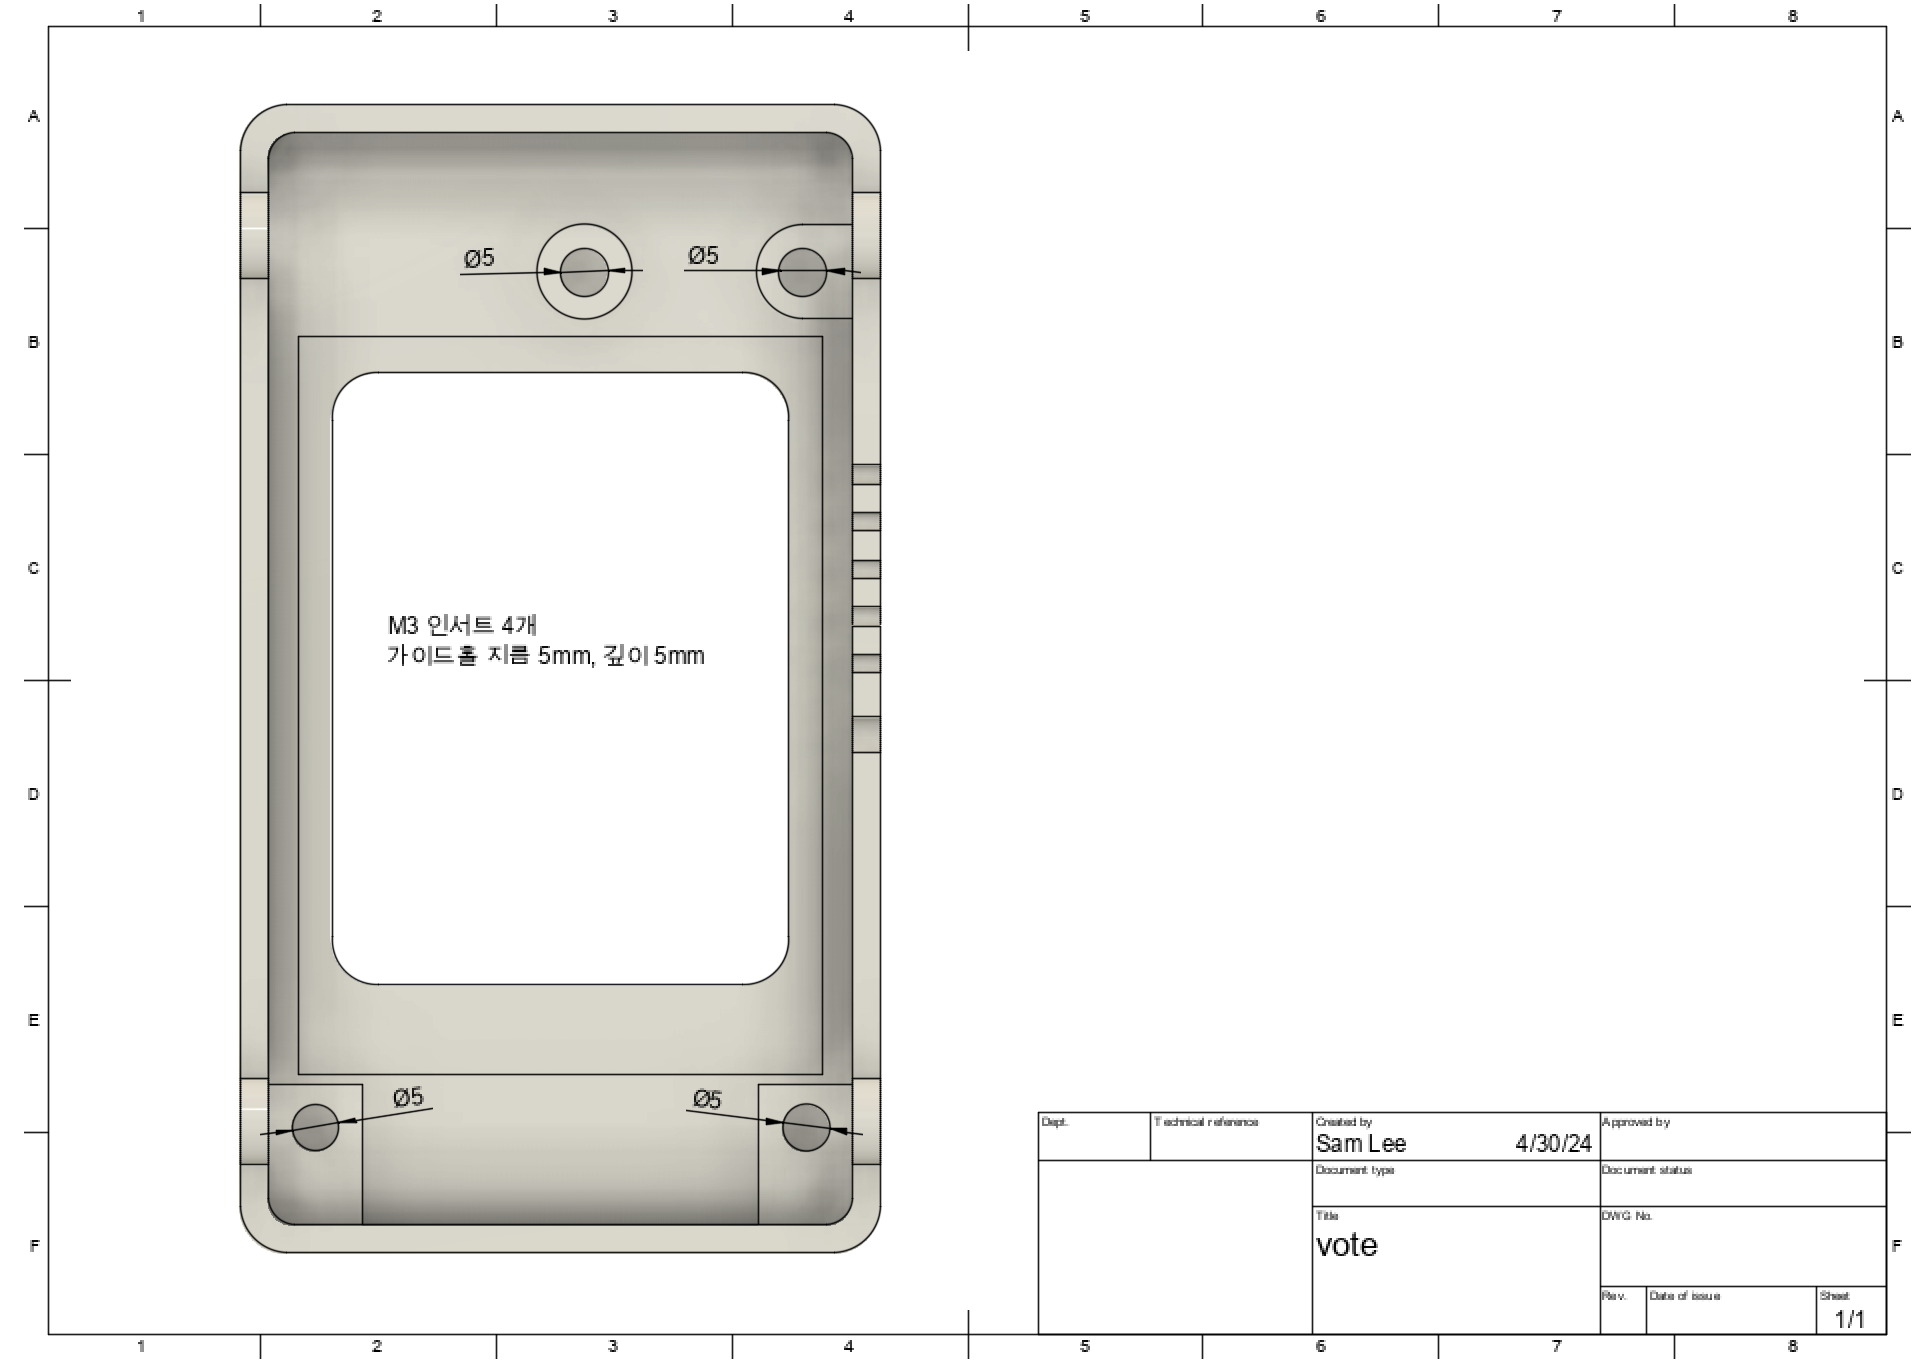 1 2 3 4 5 6 7 8
A A
Ø5 Ø5
B B
C C
M3 인서트 4개
가이드홀 지름 5mm, 깊이 5mm
D D
E E
Ø5 Ø5
Dept. Technical reference Created by Approved by
Sam Lee 4/30/24
Document type Document status
Title DWG No.
vote
F F
Rev. Date of issue Sheet
1/1
1 2 3 4 5 6 7 8